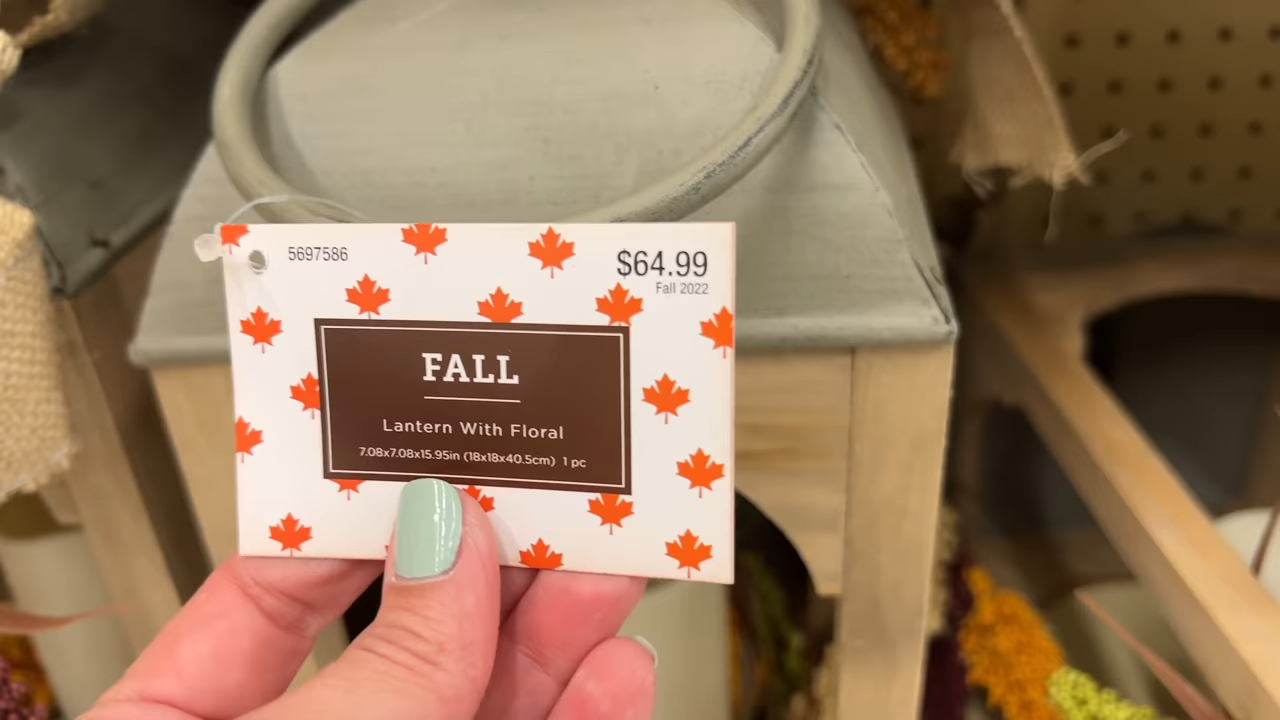 5697586
$64.99
Fall 2022
FALL
Lantern With Floral
7.08x7.08x15.95in (18x18x40.5cm) 1 pc